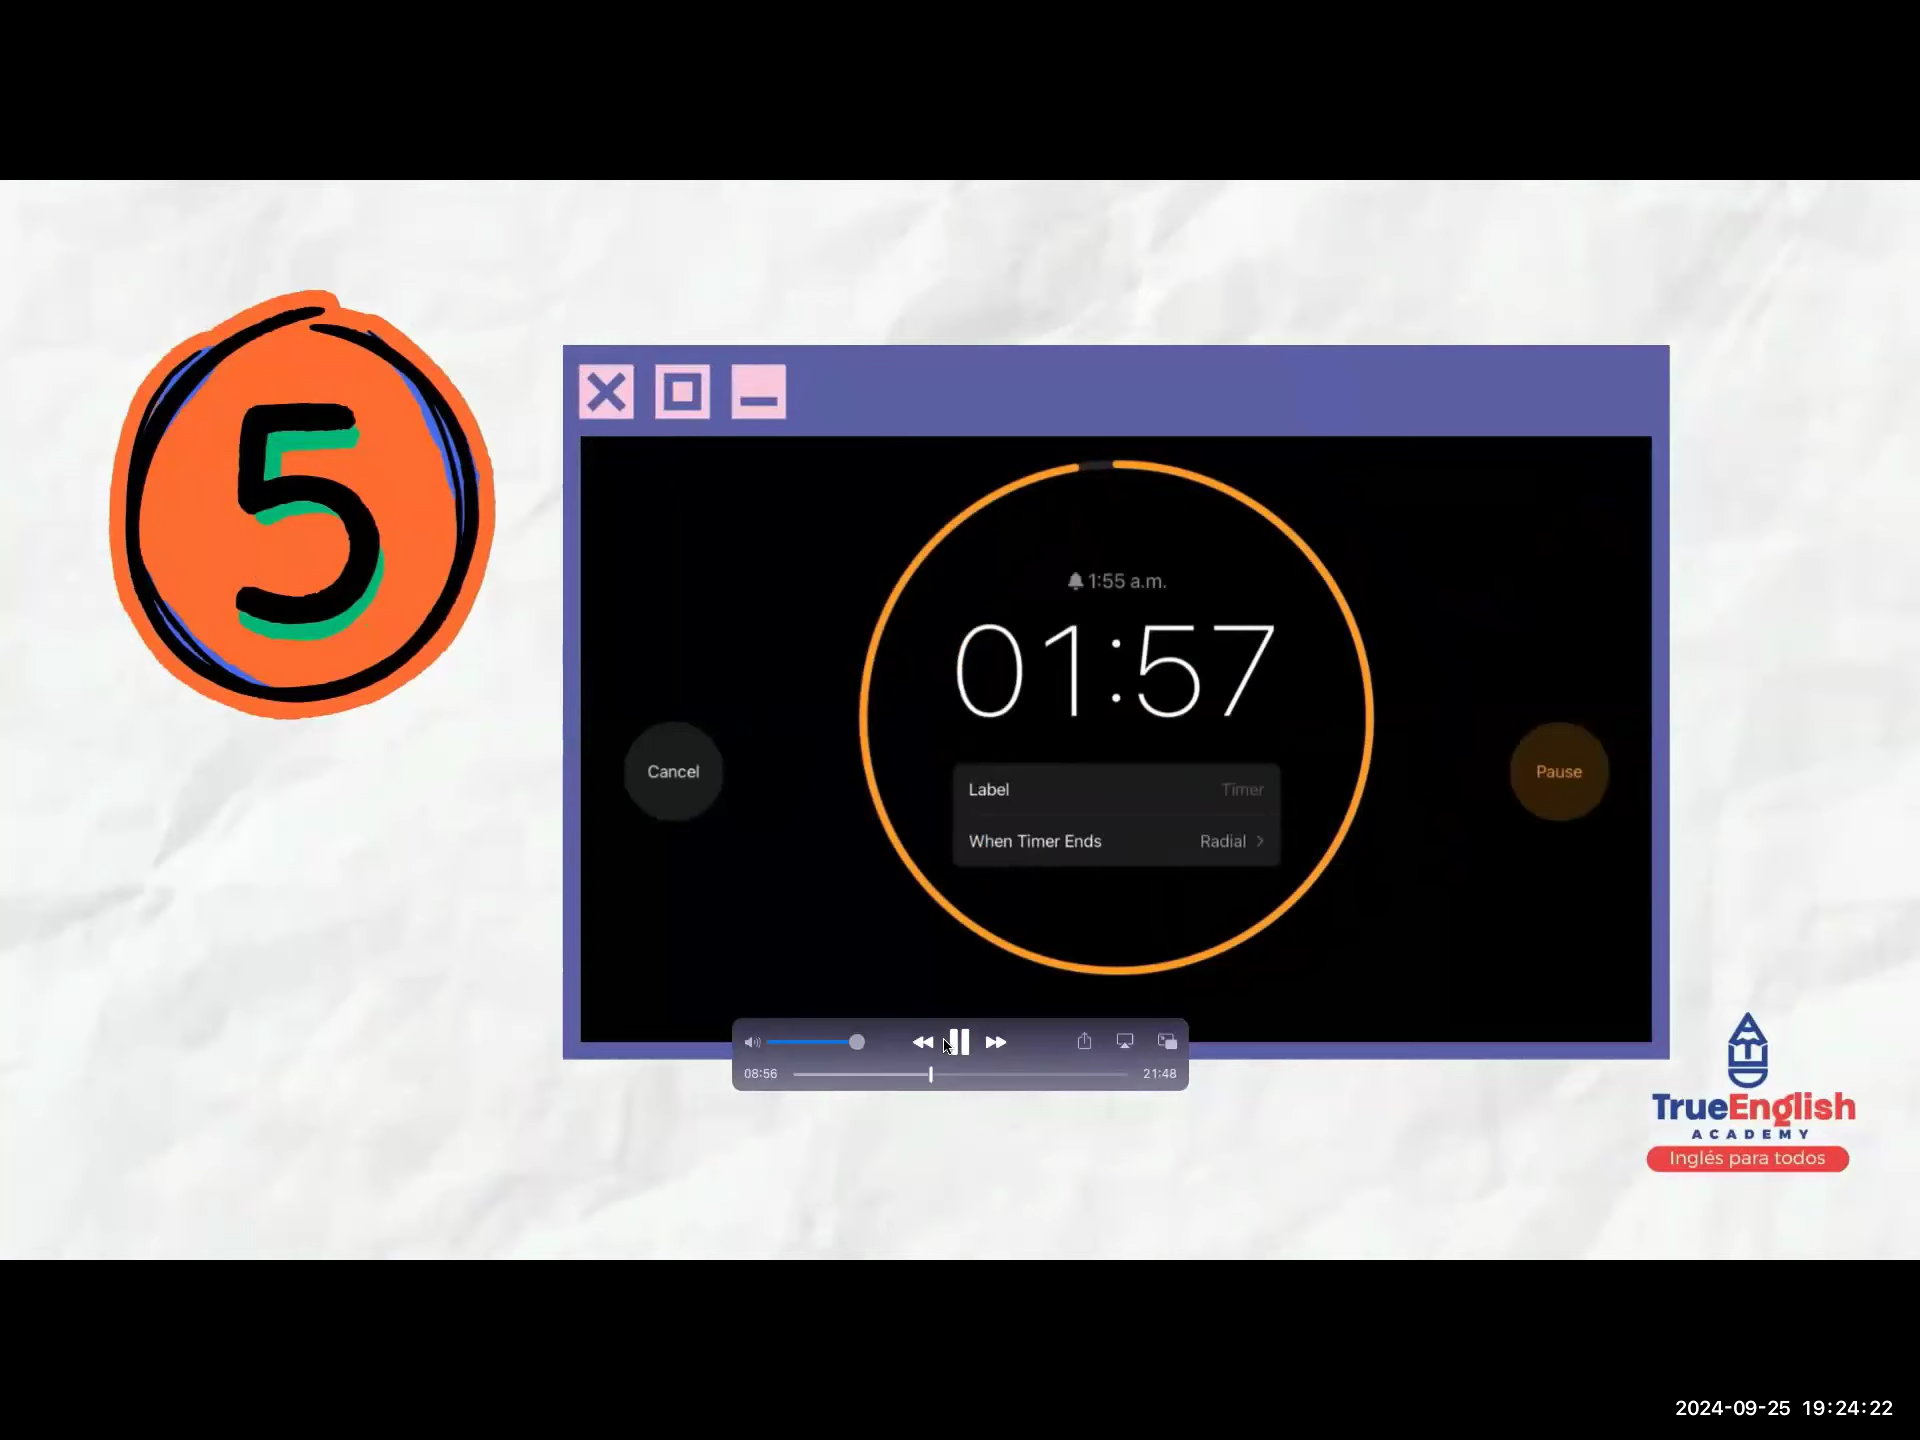 5
1:55 a.m.
01:57
Cancel
Pause
Label Timer
When Timer Ends Radial
08:56 21:48
TrueEnglish
ACADEMY
Inglés para todos
2024-09-25 19:24:22